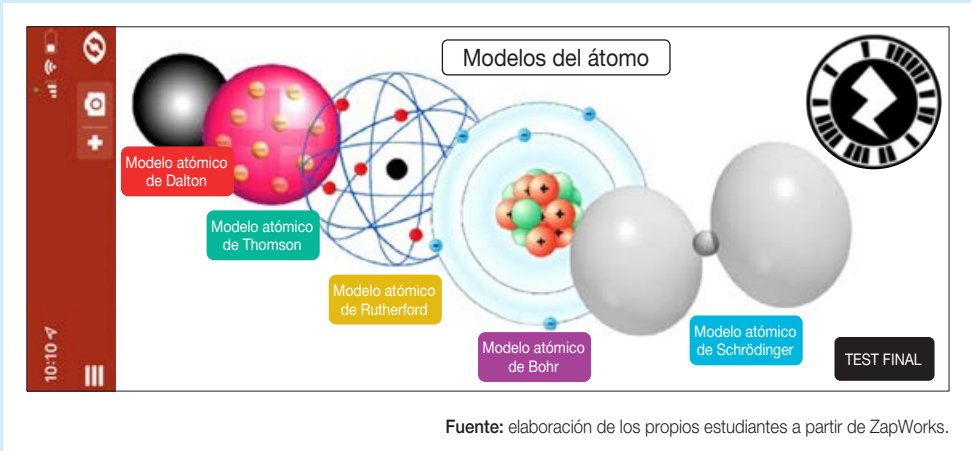 Modelos del átomo
Modelo atómico
de Dalton
Modelo atómico
de Thomson
Modelo atómico
de Rutherford
Modelo atómico
de Bohr
Modelo atómico
de Schrödinger
TEST FINAL
10:10
Fuente: elaboración de los propios estudiantes a partir de ZapWorks.